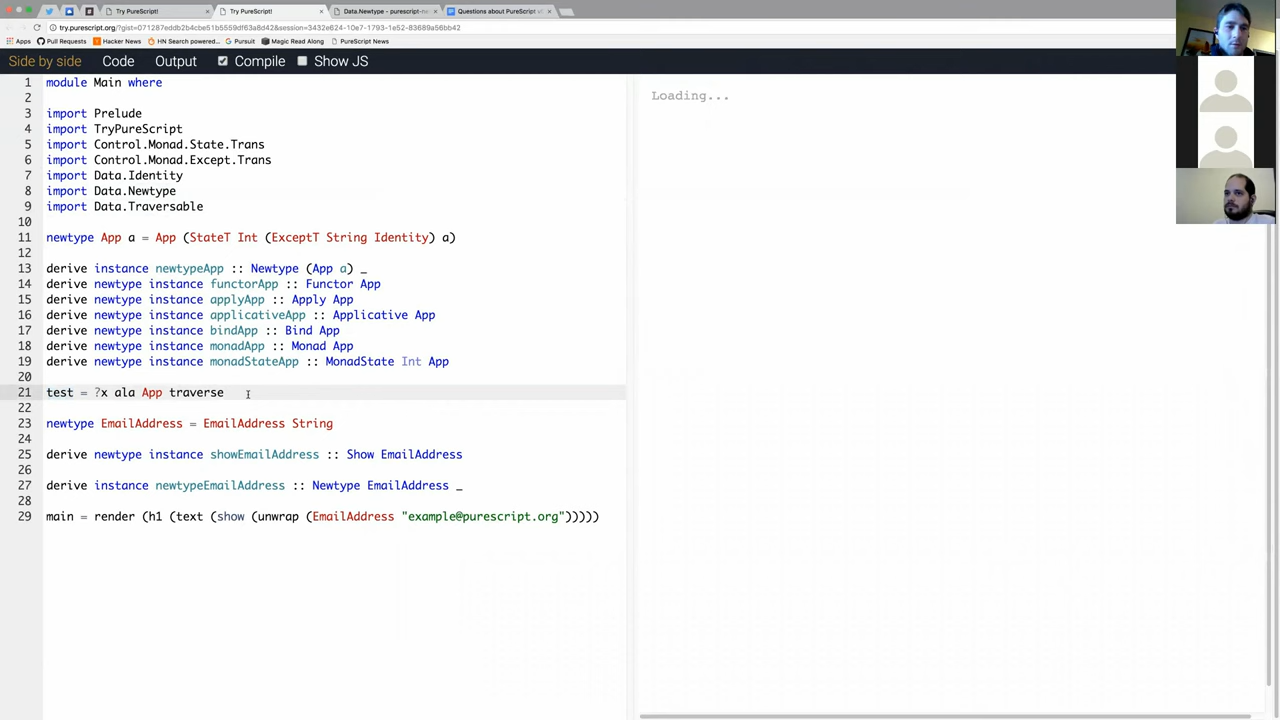 Try PureScript!
Try PureScript!
Data.Newtype - purescript-ne
Questions about PureScript v
try.purescript.org/?gist=071287eddb2b4cbe51b5559df63a8d42&session=3432e624-10e7-1793-1e52-83689a56bb42
Apps Pull Requests Hacker News HN Search powered by... Pursuit Magic Read Along PureScript News
Side by side Code Output Compile Show JS
1 module Main where
2
3 import Prelude
4 import TryPureScript
5 import Control.Monad.State.Trans
6 import Control.Monad.Except.Trans
7 import Data.Identity
8 import Data.Newtype
9 import Data.Traversable
10
11 newtype App a = App (StateT Int (ExceptT String Identity) a)
12
13 derive instance newtypeApp :: Newtype (App a) _
14 derive newtype instance functorApp :: Functor App
15 derive newtype instance applyApp :: Apply App
16 derive newtype instance applicativeApp :: Applicative App
17 derive newtype instance bindApp :: Bind App
18 derive newtype instance monadApp :: Monad App
19 derive newtype instance monadStateApp :: MonadState Int App
20
21 test = ?x ala App traverse
22
23 newtype EmailAddress = EmailAddress String
24
25 derive newtype instance showEmailAddress :: Show EmailAddress
26
27 derive instance newtypeEmailAddress :: Newtype EmailAddress _
28
29 main = render (h1 (text (show (unwrap (EmailAddress "example@purescript.org")))))
Loading...